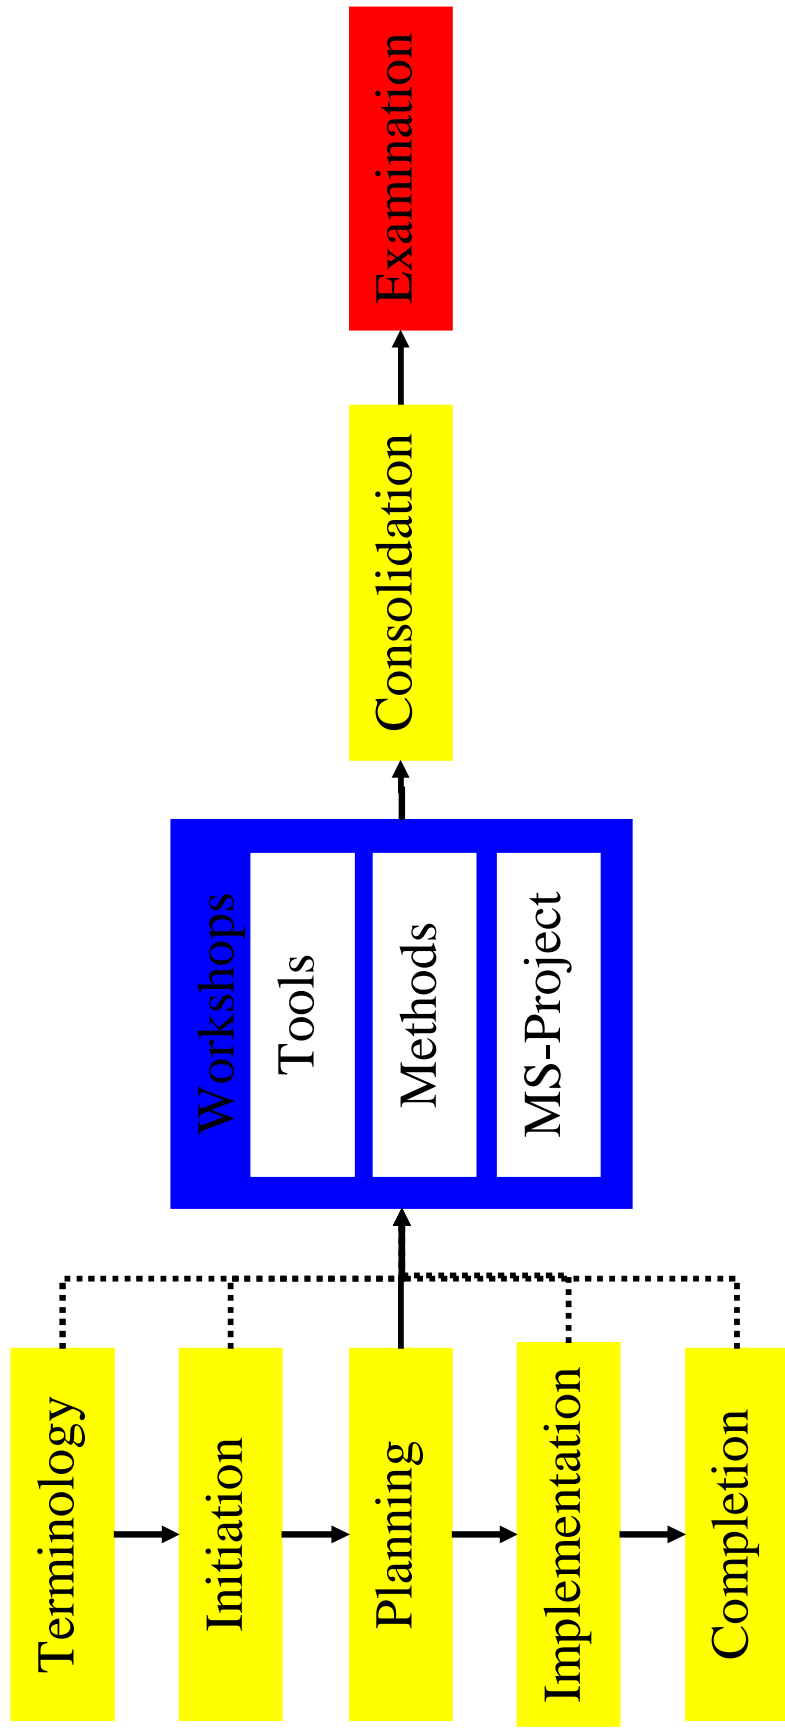 Terminology
Initiation
Planning
Implementation
Completion
Workshops
Tools
Methods
MS-Project
Consolidation
Examination